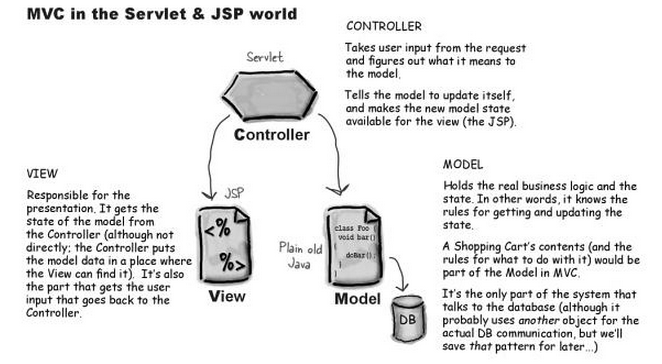 MVC in the Servlet & JSP world
CONTROLLER
Takes user input from the request
and figures out what it means to
the model.
Tells the model to update itself,
and makes the new model state
available for the view (the JSP).
Servlet
Controller
VIEW
Responsible for the
presentation. It gets the
state of the model from
the Controller (although not
directly; the Controller puts
the model data in a place where
the View can find it). It's also
the part that gets the user
input that goes back to the
Controller.
JSP
<%
%>
View
Plain old
Java
class Foo {
void bar()
{
doBar();
}
}
Model
DB
MODEL
Holds the real business logic and the
state. In other words, it knows the
rules for getting and updating the
state.
A Shopping Cart's contents (and the
rules for what to do with it) would be
part of the Model in MVC.
It's the only part of the system that
talks to the database (although it
probably uses another object for the
actual DB communication, but we'll
save that pattern for later...)